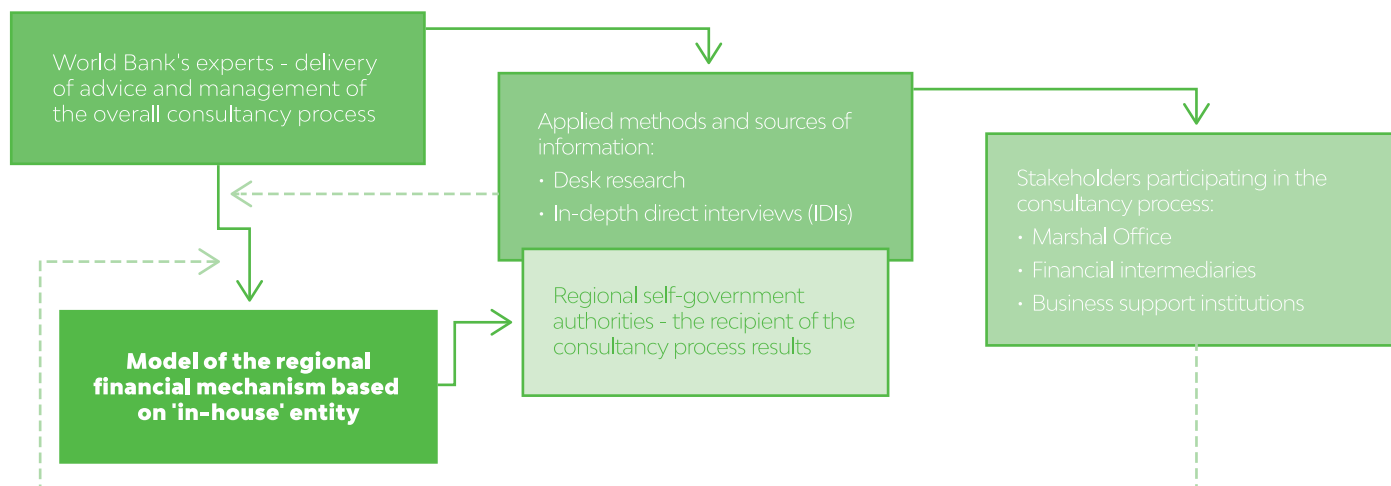 World Bank's experts - delivery
of advice and management of
the overall consultancy process
Applied methods and sources of
information:
• Desk research
• In-depth direct interviews (IDIs)
Stakeholders participating in the
consultancy process:
• Marshal Office
• Financial intermediaries
• Business support institutions
Regional self-government
authorities - the recipient of the
consultancy process results
Model of the regional
financial mechanism based
on 'in-house' entity